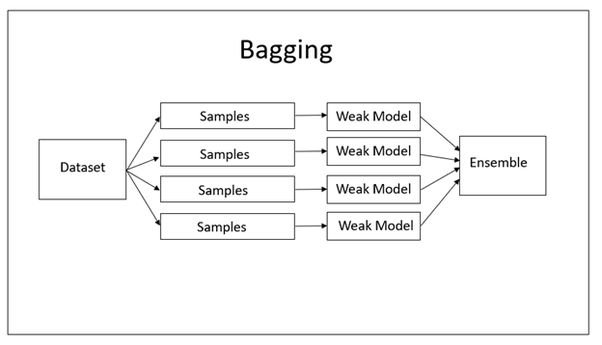 Bagging
Samples
Weak Model
Samples
Weak Model
Dataset
Ensemble
Samples
Weak Model
Samples
Weak Model